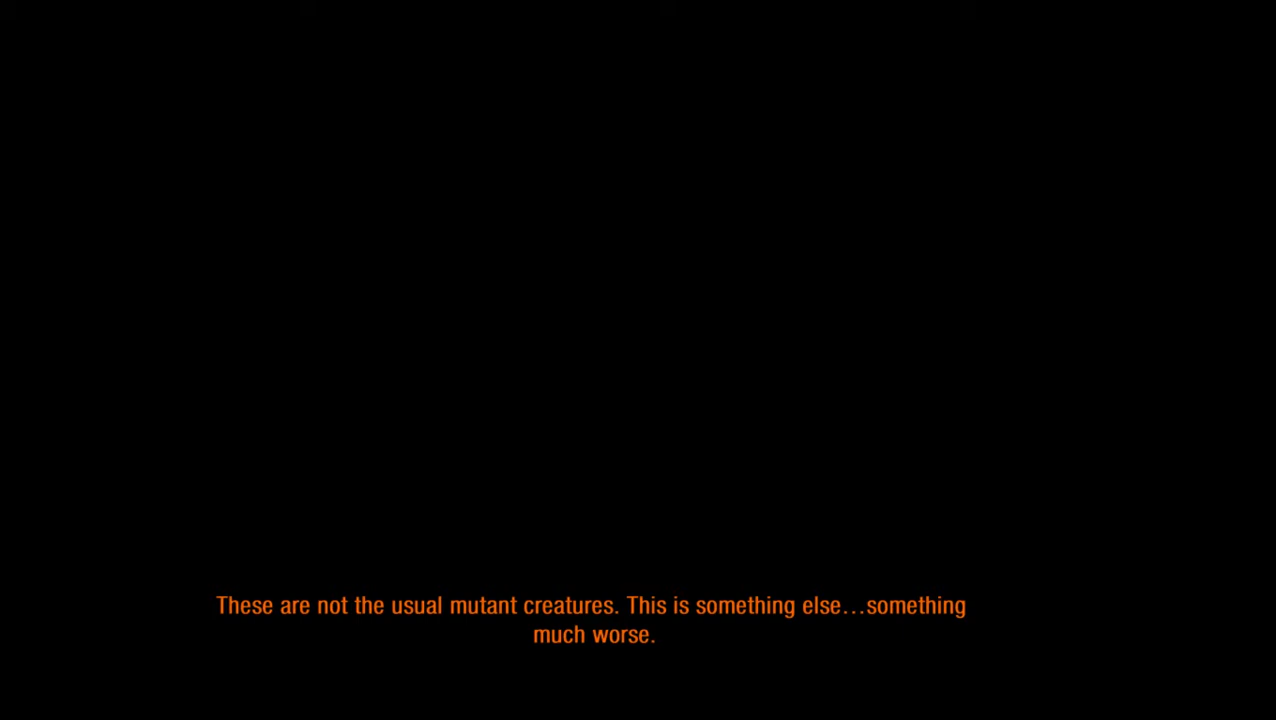 These are not the usual mutant creatures. This is something else…something
much worse.